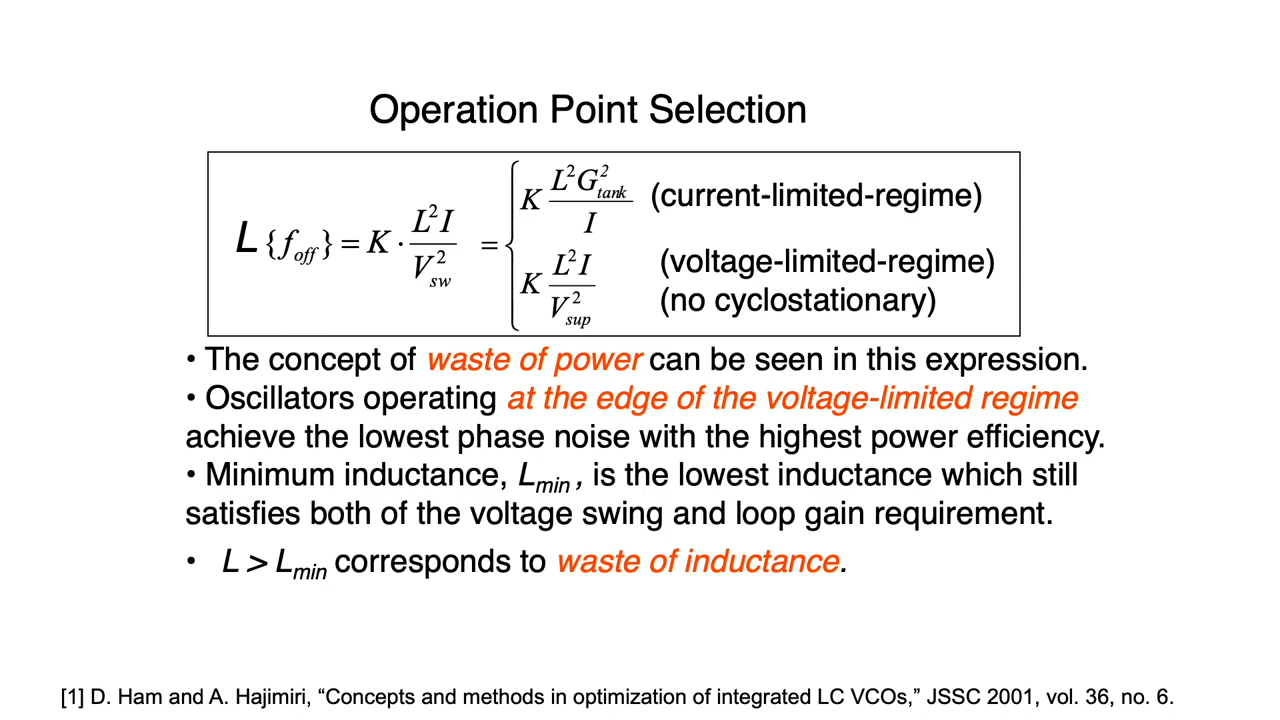 Operation Point Selection
L{f_off} = K · L²I / V²_sw = { K L²G²_tank / I (current-limited-regime)
K L²I / V²_sup (voltage-limited-regime)
(no cyclostationary)
• The concept of waste of power can be seen in this expression.
• Oscillators operating at the edge of the voltage-limited regime
achieve the lowest phase noise with the highest power efficiency.
• Minimum inductance, L_min , is the lowest inductance which still
satisfies both of the voltage swing and loop gain requirement.
• L > L_min corresponds to waste of inductance.
[1] D. Ham and A. Hajimiri, “Concepts and methods in optimization of integrated LC VCOs,” JSSC 2001, vol. 36, no. 6.